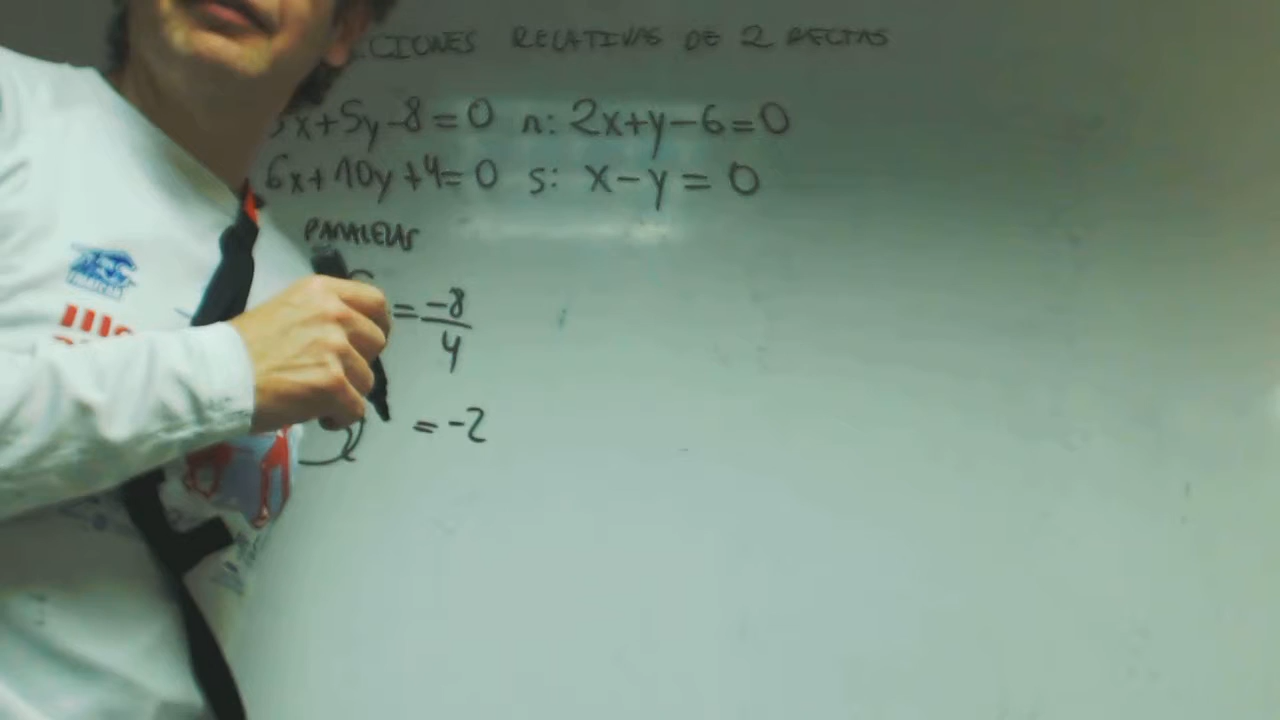 CIONES RELATIVAS DE 2 RECTAS
3x+5y-8=0 r: 2x+y-6=0
6x+10y+4=0 s: x-y=0
PARALELAS
= -8/4
= -2